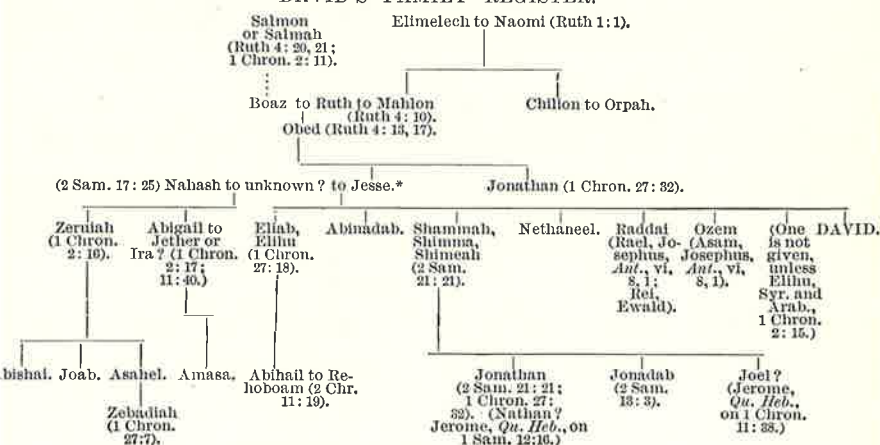 DAVID'S FAMILY REGISTER.
Salmon
or Salmah
(Ruth 4: 20, 21;
1 Chron. 2: 11).
Elimelech to Naomi (Ruth 1:1).
Boaz to Ruth to Mahlon
(Ruth 4: 10).
Chilion to Orpah.
Obed (Ruth 4: 13, 17).
(2 Sam. 17: 25) Nahash to unknown? to Jesse.*
Jonathan (1 Chron. 27: 32).
Zeruiah
(1 Chron.
2: 16).
Abigail to
Jether or
Ira? (1 Chron.
2: 17;
11: 40.)
Eliab,
Elihu
(1 Chron.
27: 18).
Abinadab.
Shammah,
Shimma,
Shimeah
(2 Sam.
21: 21).
Nethaneel.
Raddai
(Rael, Jo-
sephus,
Ant., vi,
8, 1;
Rei,
Ewald).
Ozem
(Asam,
Josephus,
Ant., vi,
8, 1).
(One
is not
given,
unless
Elihu,
Syr. and
Arab.,
1 Chron.
2: 15.)
DAVID.
bishai.
Joab.
Asahel.
Amasa.
Abihail to Re-
hoboam (2 Chr.
11: 19).
Jonathan
(2 Sam. 21: 21;
1 Chron. 27:
32). (Nathan?
Jerome, Qu. Heb., on
1 Sam. 12:16.)
Jonadab
(2 Sam.
13: 3).
Joel?
(Jerome,
Qu. Heb.,
on 1 Chron.
11: 38.)
Zebadiah
(1 Chron.
27:7).